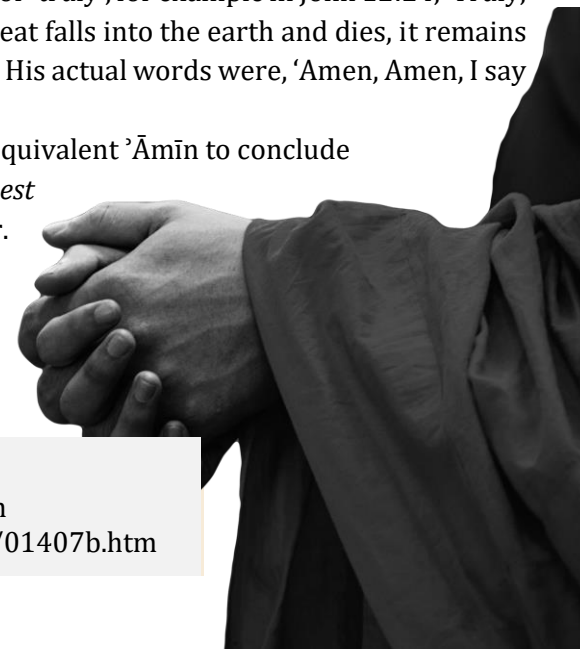 for 'truly', for example in John 12:24, 'Truly,
eat falls into the earth and dies, it remains
His actual words were, 'Amen, Amen, I say
quivalent ʾĀmīn to conclude
est
r.
n
/01407b.htm